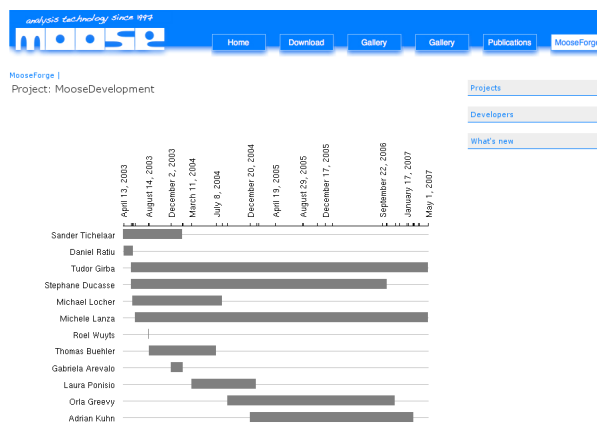 analysis technology since 1997
moose
Home
Download
Gallery
Gallery
Publications
MooseForge
MooseForge |
Project: MooseDevelopment
Projects
Developers
What's new
April 13, 2003
August 14, 2003
December 2, 2003
March 11, 2004
July 8, 2004
December 20, 2004
April 19, 2005
August 29, 2005
December 17, 2005
September 22, 2006
January 17, 2007
May 1, 2007
Sander Tichelaar
Daniel Ratiu
Tudor Girba
Stephane Ducasse
Michael Locher
Michele Lanza
Roel Wuyts
Thomas Buehler
Gabriela Arevalo
Laura Ponisio
Orla Greevy
Adrian Kuhn